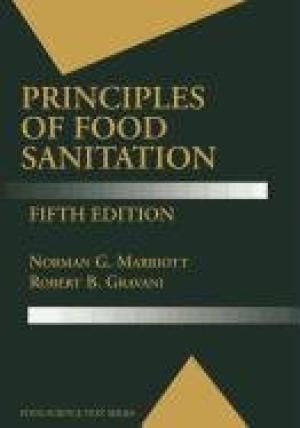 PRINCIPLES
OF FOOD
SANITATION
FIFTH EDITION
NORMAN G. MARRIOTT
ROBERT B. GRAVANI
FOOD SCIENCE TEXT SERIES